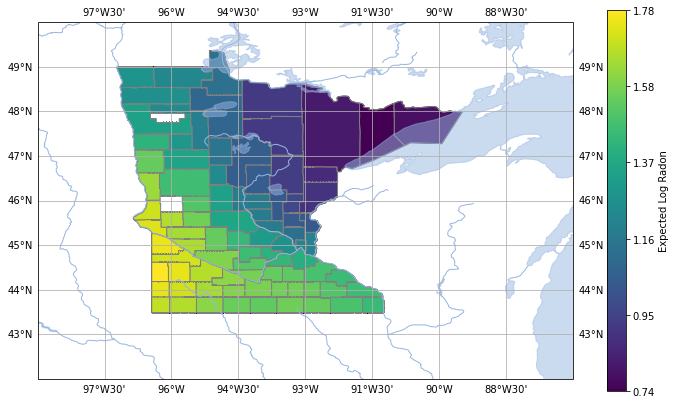 97°W30' 96°W 94°W30' 93°W 91°W30' 90°W 88°W30'
1.78
49°N 49°N
1.58
48°N 48°N
1.37
47°N 47°N
Expected Log Radon
46°N 46°N
1.16
45°N 45°N
44°N 44°N
0.95
43°N 43°N
0.74
97°W30' 96°W 94°W30' 93°W 91°W30' 90°W 88°W30'